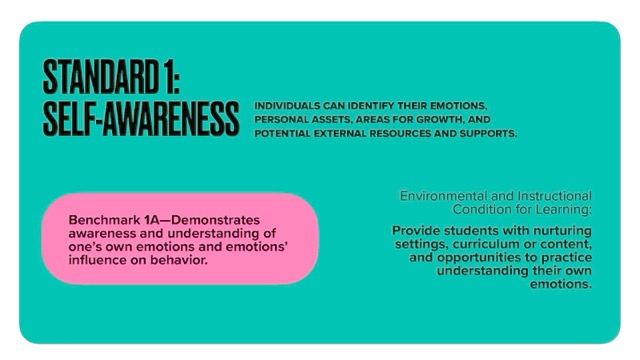 STANDARD 1:
SELF-AWARENESS
INDIVIDUALS CAN IDENTIFY THEIR EMOTIONS,
PERSONAL ASSETS, AREAS FOR GROWTH, AND
POTENTIAL EXTERNAL RESOURCES AND SUPPORTS.
Benchmark 1A—Demonstrates
awareness and understanding of
one's own emotions and emotions'
influence on behavior.
Environmental and Instructional
Condition for Learning:
Provide students with nurturing
settings, curriculum or content,
and opportunities to practice
understanding their own
emotions.